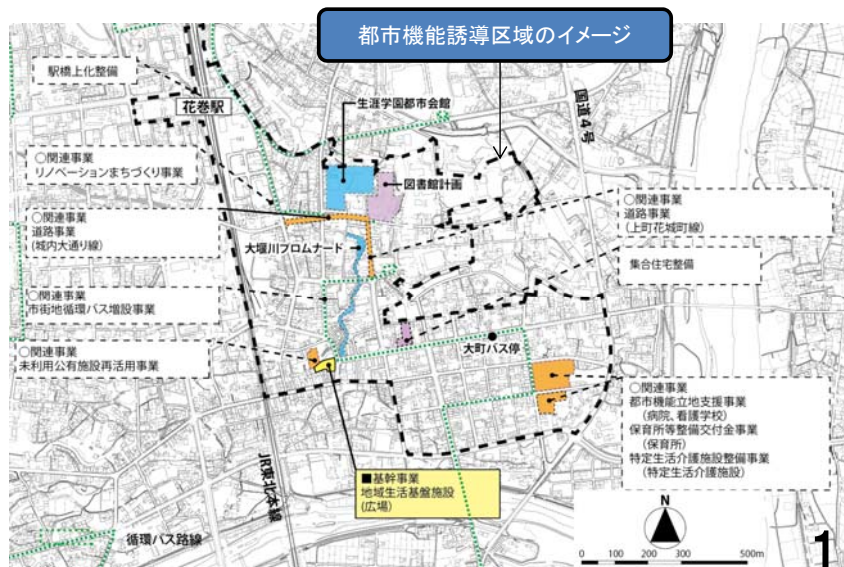 都市機能誘導区域のイメージ
駅橋上化整備
花巻駅
生涯学園都市会館
国道4号
○関連事業
リノベーションまちづくり事業
図書館計画
○関連事業
道路事業
(上町花城町線)
○関連事業
道路事業
(城内大通り線)
大堰川プロムナード
集合住宅整備
○関連事業
市街地循環バス増設事業
大町バス停
○関連事業
未利用公有施設再活用事業
○関連事業
都市機能立地支援事業
(病院、看護学校)
保育所等整備交付金事業
(保育所)
特定生活介護施設整備事業
(特定生活介護施設)
JR東北本線
■基幹事業
地域生活基盤施設
(広場)
循環バス路線
N
0 100 200 300 500m
1